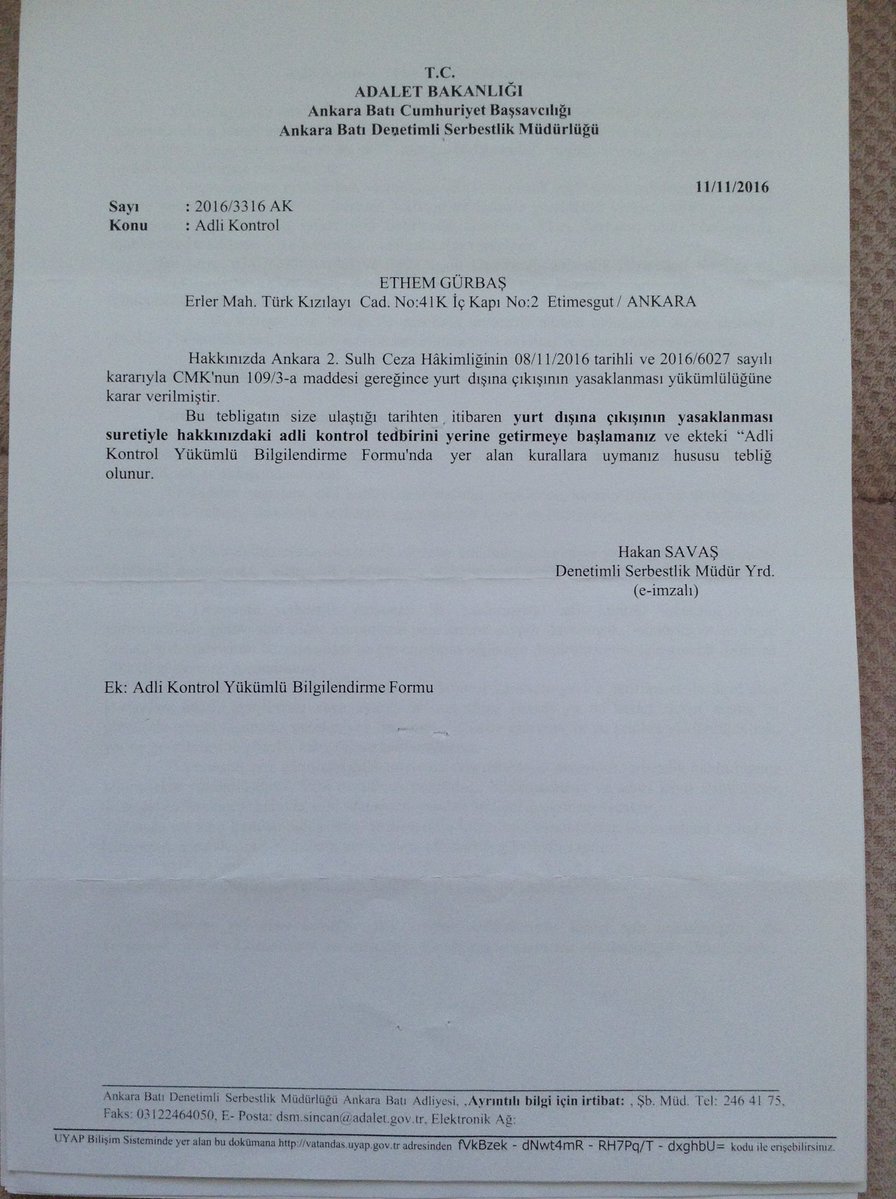 T.C.
ADALET BAKANLIĞI
Ankara Batı Cumhuriyet Başsavcılığı
Ankara Batı Denetimli Serbestlik Müdürlüğü
11/11/2016
Sayı : 2016/3316 AK
Konu : Adli Kontrol
ETHEM GÜRBAŞ
Erler Mah. Türk Kızılayı Cad. No:41K İç Kapı No:2 Etimesgut / ANKARA
Hakkınızda Ankara 2. Sulh Ceza Hâkimliğinin 08/11/2016 tarihli ve 2016/6027 sayılı
kararıyla CMK'nun 109/3-a maddesi gereğince yurt dışına çıkışının yasaklanması yükümlülüğüne
karar verilmiştir.
Bu tebligatın size ulaştığı tarihten itibaren yurt dışına çıkışının yasaklanması
suretiyle hakkınızdaki adli kontrol tedbirini yerine getirmeye başlamanız ve ekteki “Adli
Kontrol Yükümlü Bilgilendirme Formu'nda yer alan kurallara uymanız hususu tebliğ
olunur.
Hakan SAVAŞ
Denetimli Serbestlik Müdür Yrd.
(e-imzalı)
Ek: Adli Kontrol Yükümlü Bilgilendirme Formu
Ankara Batı Denetimli Serbestlik Müdürlüğü Ankara Batı Adliyesi, ,Ayrıntılı bilgi için irtibat: , Şb. Müd. Tel: 246 41 75,
Faks: 03122464050, E- Posta: dsm.sincan@adalet.gov.tr, Elektronik Ağ:
UYAP Bilişim Sisteminde yer alan bu dokümana http://vatandas.uyap.gov.tr adresinden fVkBzek - dNwt4mR - RH7Pq/T - dxghbU= kodu ile erişebilirsiniz.